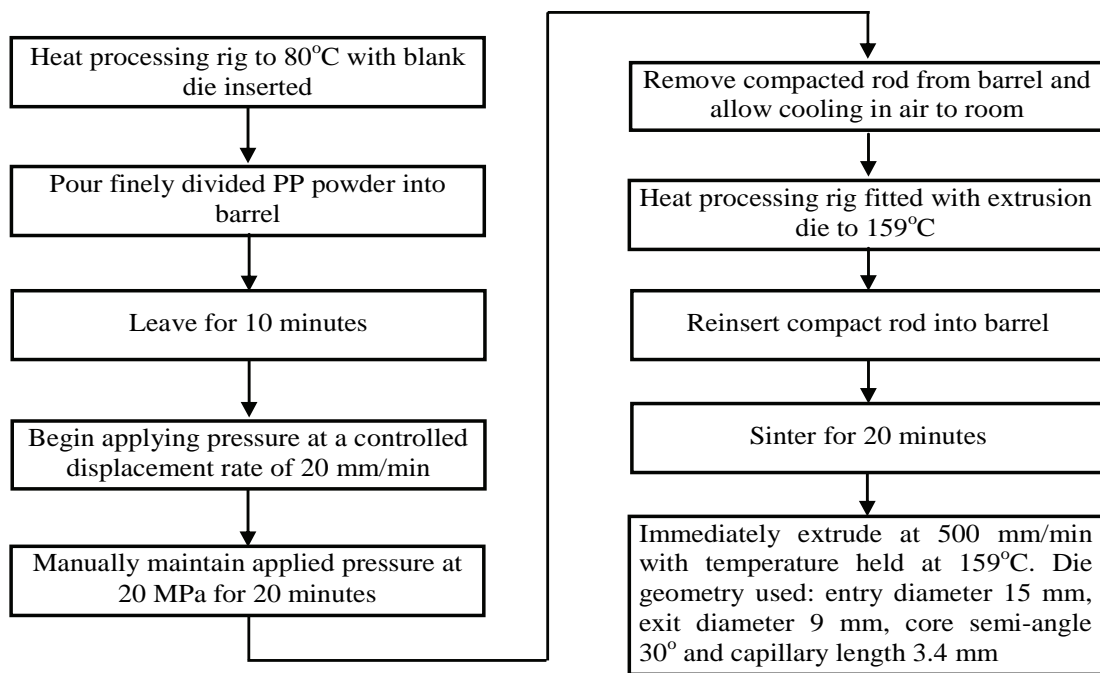 Heat processing rig to 80°C with blank
die inserted
Pour finely divided PP powder into
barrel
Leave for 10 minutes
Begin applying pressure at a controlled
displacement rate of 20 mm/min
Manually maintain applied pressure at
20 MPa for 20 minutes
Remove compacted rod from barrel and
allow cooling in air to room
Heat processing rig fitted with extrusion
die to 159°C
Reinsert compact rod into barrel
Sinter for 20 minutes
Immediately extrude at 500 mm/min
with temperature held at 159°C. Die
geometry used: entry diameter 15 mm,
exit diameter 9 mm, core semi-angle
30° and capillary length 3.4 mm